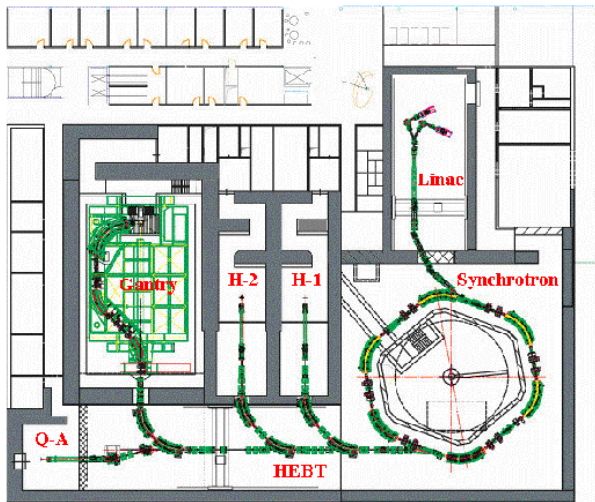 Linac
Gantry
H-2
H-1
Synchrotron
Q-A
HEBT